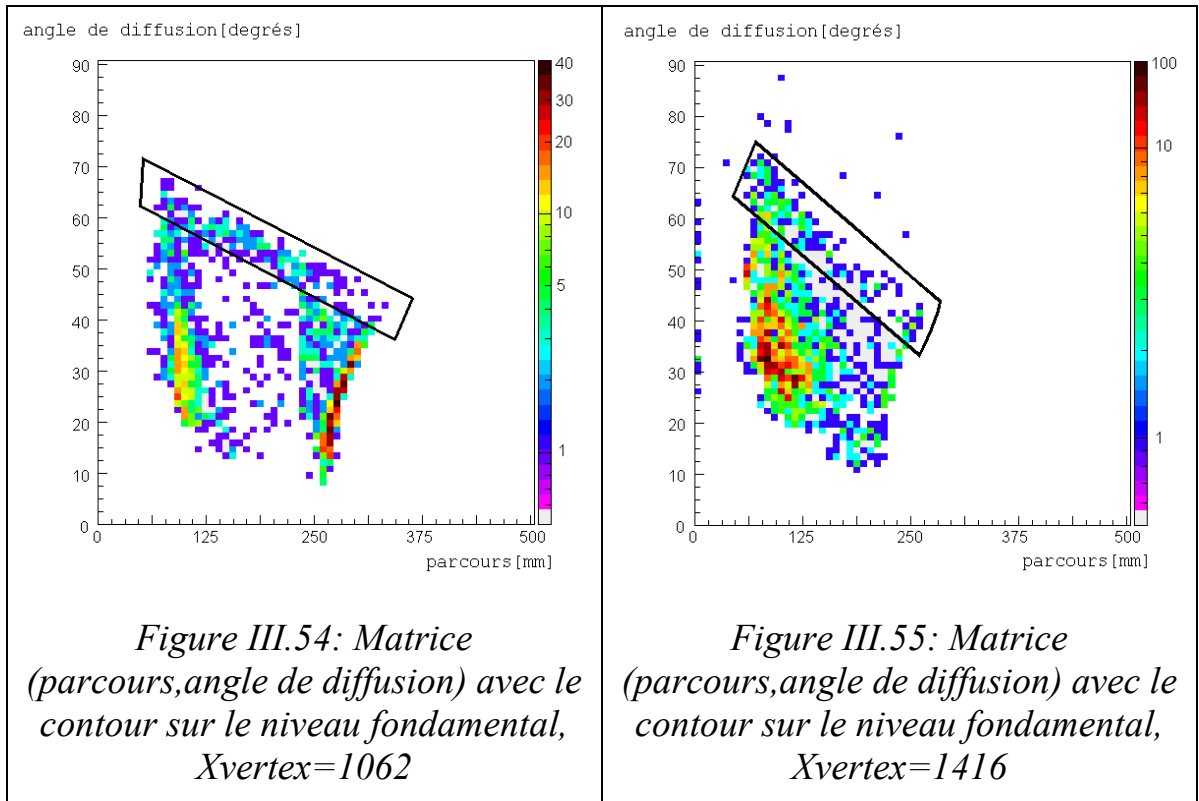 angle de diffusion[degrés]
90
80
70
60
50
40
30
20
10
0
0 125 250 375 500
parcours[mm]
40
30
20
10
5
1
Figure III.54: Matrice
(parcours,angle de diffusion) avec le
contour sur le niveau fondamental,
Xvertex=1062
angle de diffusion[degrés]
90
80
70
60
50
40
30
20
10
0
0 125 250 375 500
parcours[mm]
100
10
1
Figure III.55: Matrice
(parcours,angle de diffusion) avec le
contour sur le niveau fondamental,
Xvertex=1416